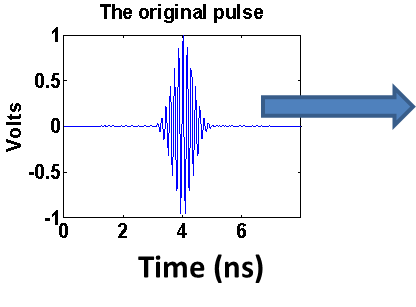 The original pulse
1
0.5
0
-0.5
-1
Volts
0 2 4 6
Time (ns)